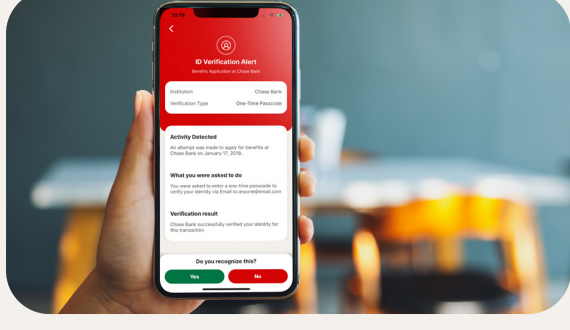 ID Verification Alert
Benefits Application at Chase Bank
Institution Chase Bank
Verification Type One-Time Passcode
Activity Detected
An attempt was made to apply for benefits at
Chase Bank on January 17, 2018.
What you were asked to do
You were asked to enter a one-time passcode to
verify your identity via Email to anyone@email.com
Verification result
Chase Bank successfully verified your identity for
this transaction
Do you recognize this?
Yes No